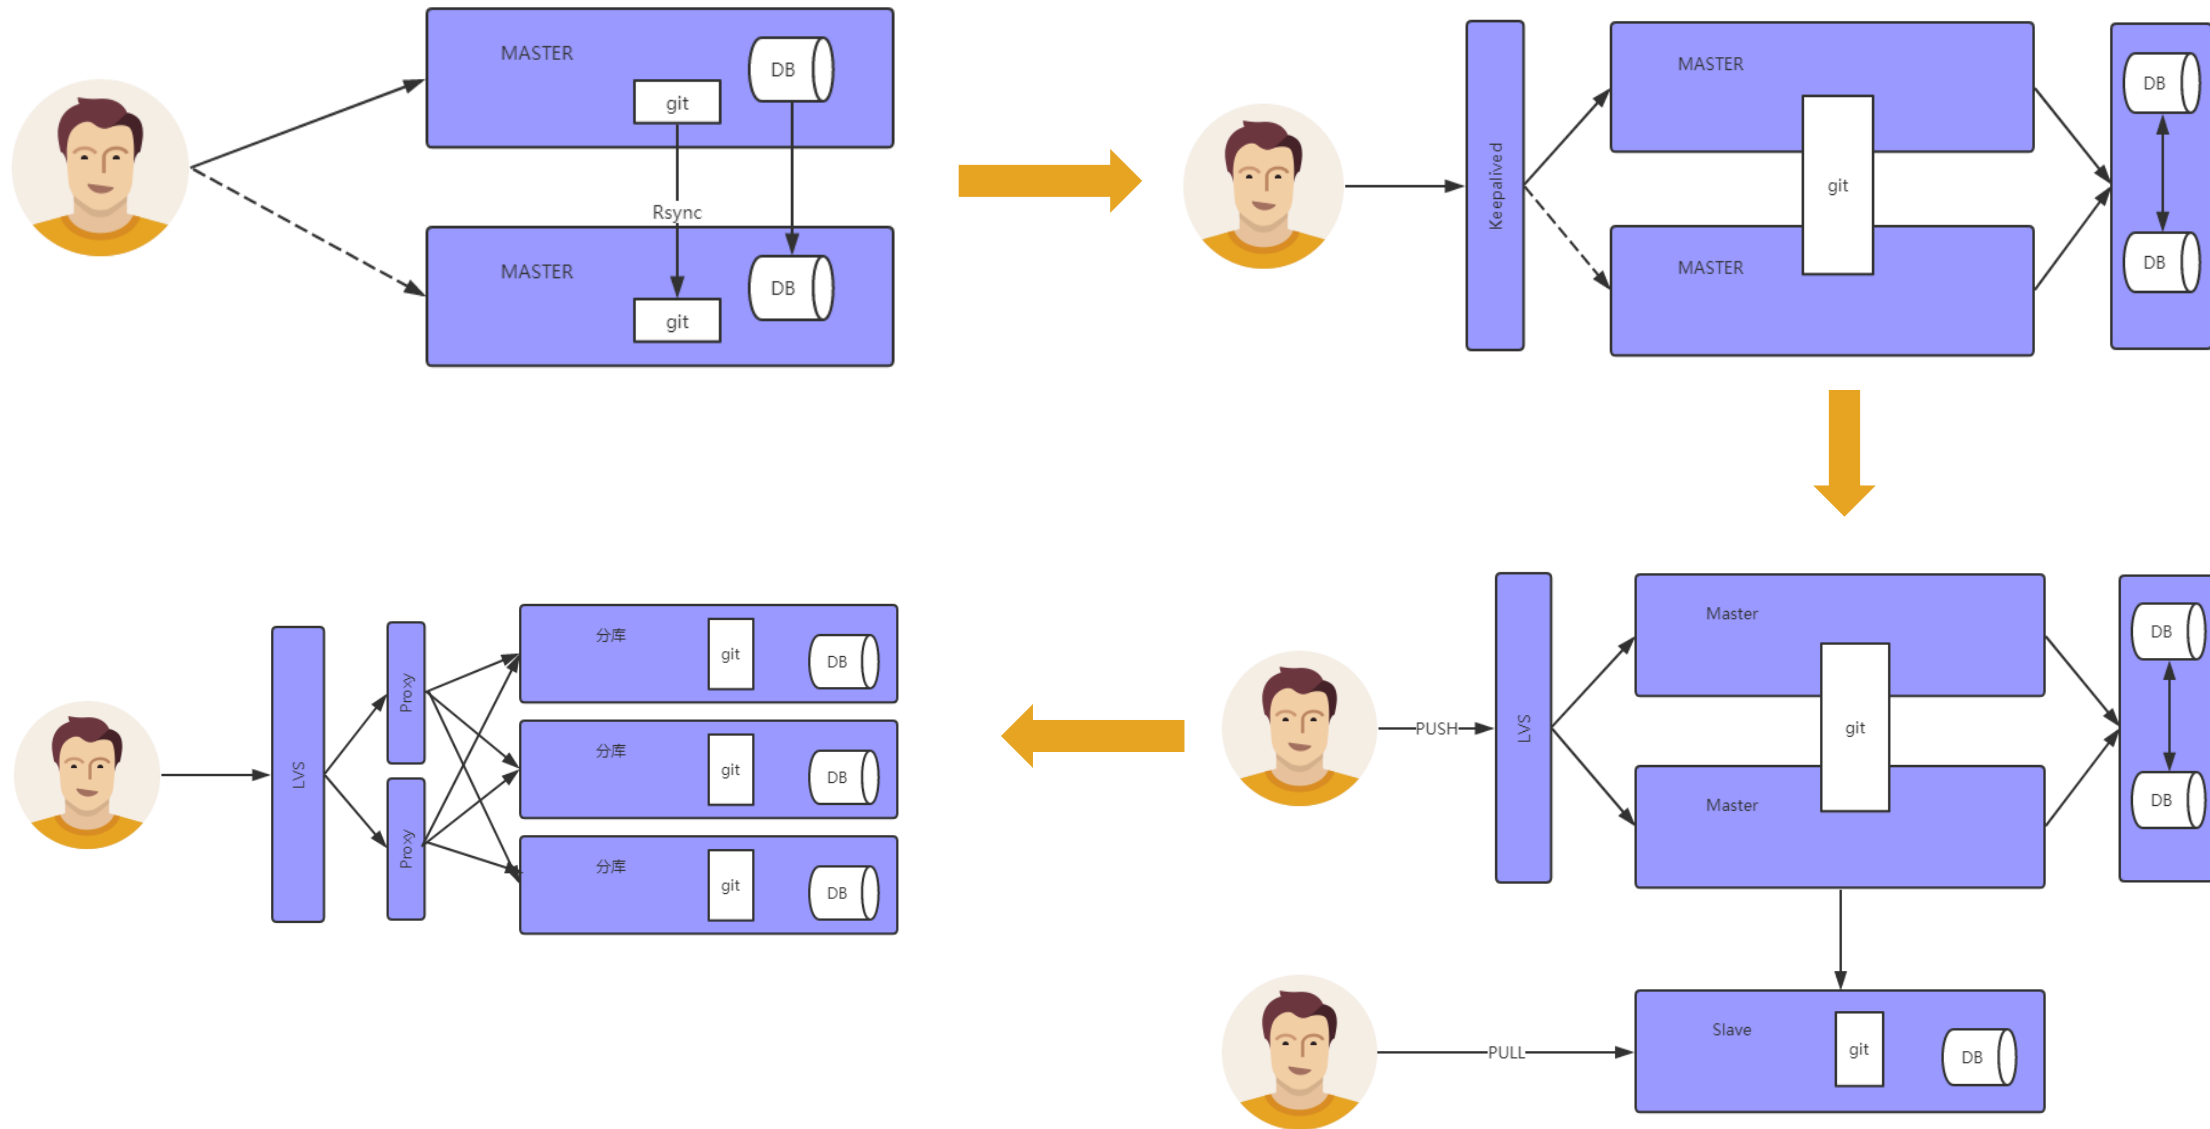 MASTER
DB
git
Rsync
MASTER
DB
git
Keepalived
MASTER
git
MASTER
DB
DB
PUSH
LVS
Master
git
Master
DB
DB
PULL
Slave
git
DB
LVS
Proxy
Proxy
分库
git
DB
分库
git
DB
分库
git
DB